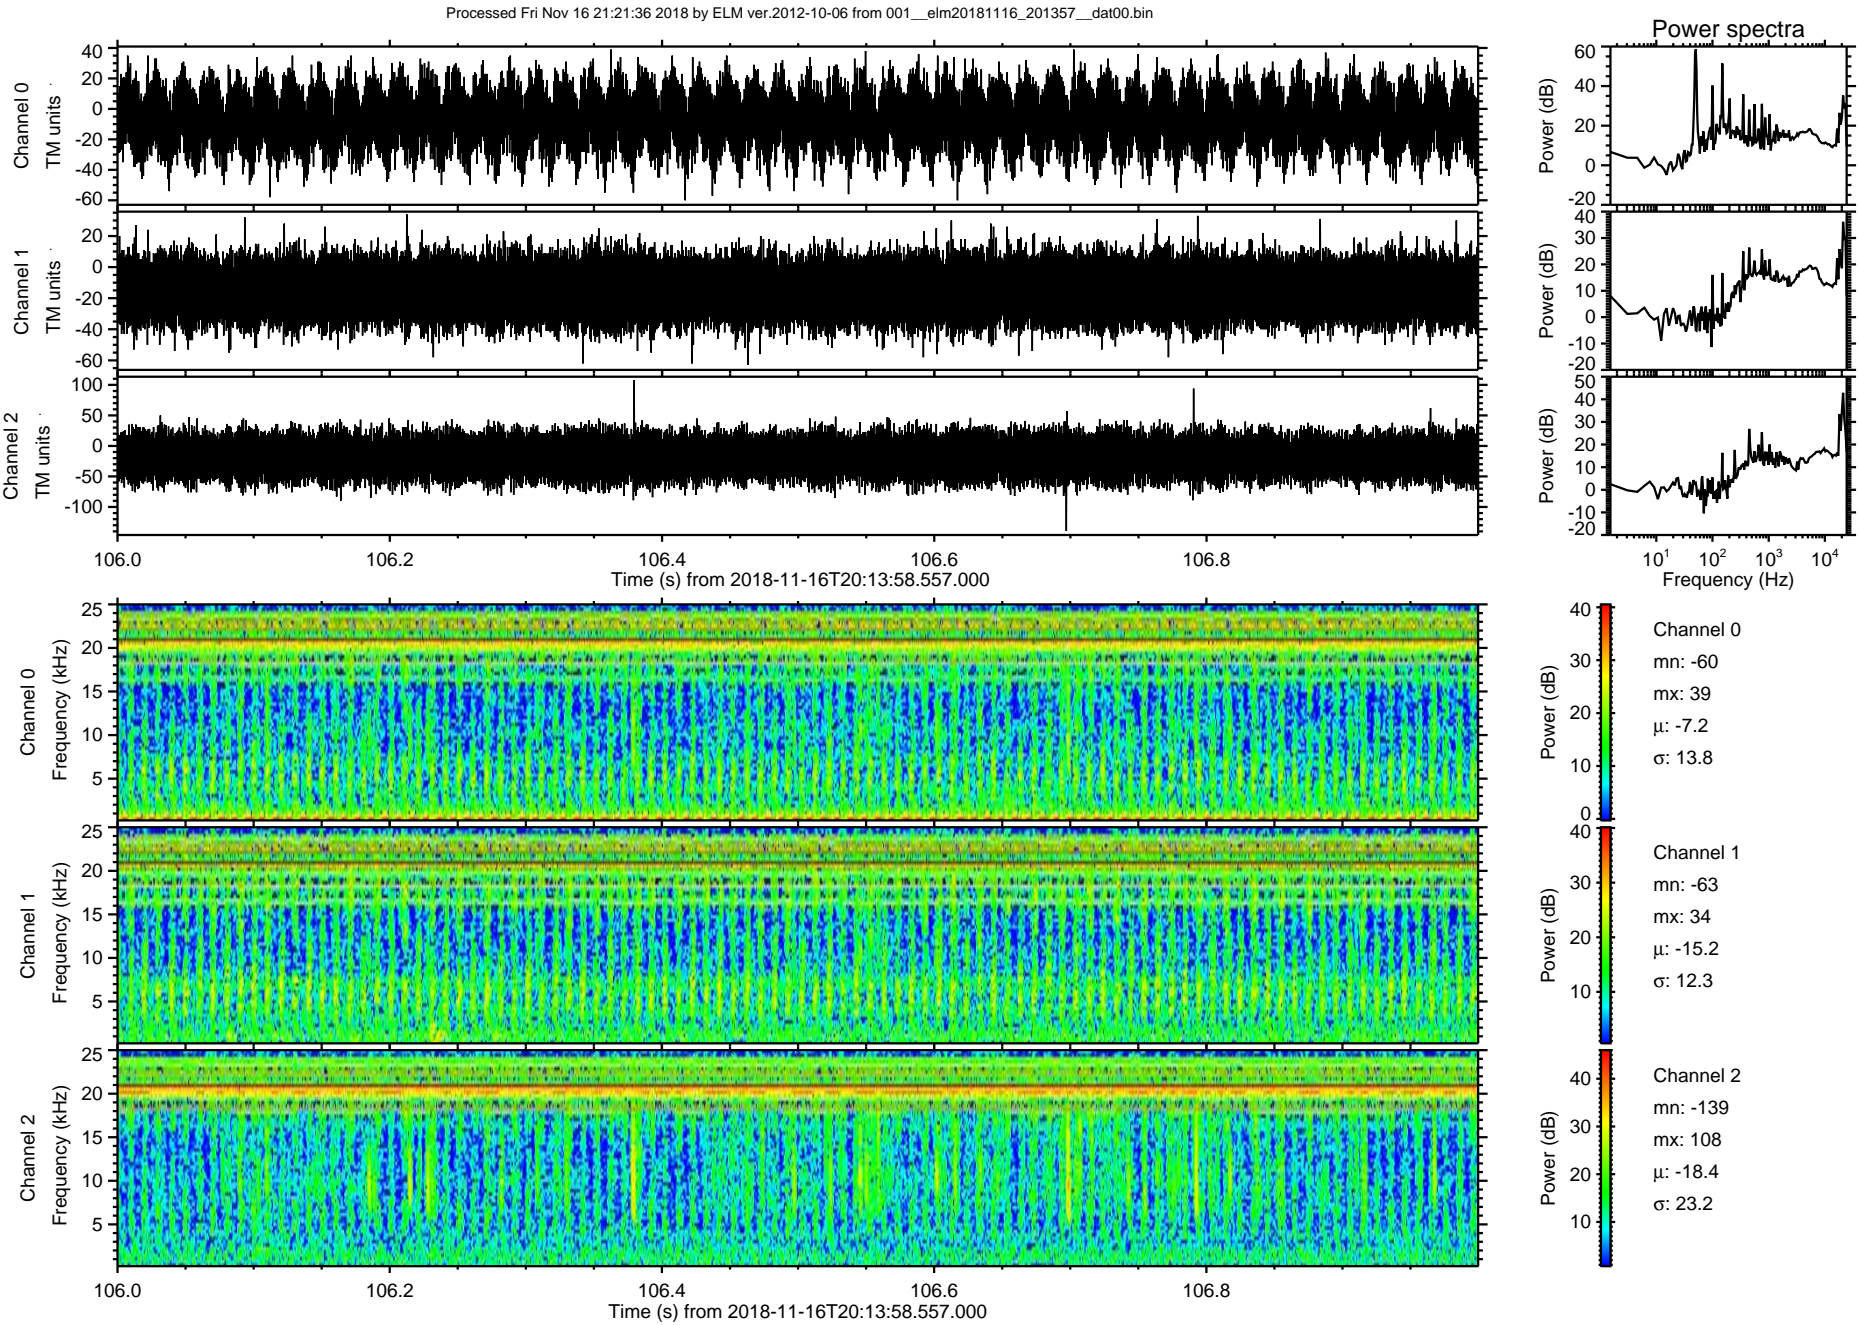 Processed Fri Nov 16 21:21:36 2018 by ELM ver.2012-10-06 from 001__elm20181116_201357__dat00.bin
Power spectra
Channel 0
TM units
40
20
0
-20
-40
-60
Power (dB)
60
40
20
0
-20
Channel 1
TM units
20
0
-20
-40
-60
Power (dB)
40
30
20
10
0
-10
-20
Channel 2
TM units
100
50
0
-50
-100
Power (dB)
50
40
30
20
10
0
-10
-20
106.0 106.2 106.4 106.6 106.8
Time (s) from 2018-11-16T20:13:58.557.000
10^1 10^2 10^3 10^4
Frequency (Hz)
Channel 0
Frequency (kHz)
25
20
15
10
5
Power (dB)
40
30
20
10
0
Channel 0
mn: -60
mx: 39
µ: -7.2
σ: 13.8
Channel 1
Frequency (kHz)
25
20
15
10
5
Power (dB)
40
30
20
10
Channel 1
mn: -63
mx: 34
µ: -15.2
σ: 12.3
Channel 2
Frequency (kHz)
25
20
15
10
5
Power (dB)
40
30
20
10
Channel 2
mn: -139
mx: 108
µ: -18.4
σ: 23.2
106.0 106.2 106.4 106.6 106.8
Time (s) from 2018-11-16T20:13:58.557.000